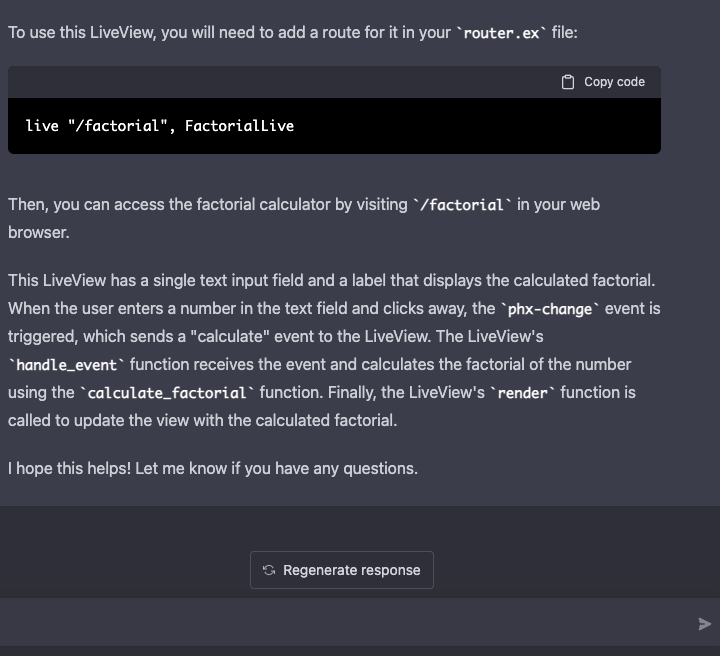 To use this LiveView, you will need to add a route for it in your `router.ex` file:
Copy code
live "/factorial", FactorialLive
Then, you can access the factorial calculator by visiting `/factorial` in your web
browser.
This LiveView has a single text input field and a label that displays the calculated factorial.
When the user enters a number in the text field and clicks away, the `phx-change` event is
triggered, which sends a "calculate" event to the LiveView. The LiveView's
`handle_event` function receives the event and calculates the factorial of the number
using the `calculate_factorial` function. Finally, the LiveView's `render` function is
called to update the view with the calculated factorial.
I hope this helps! Let me know if you have any questions.
Regenerate response